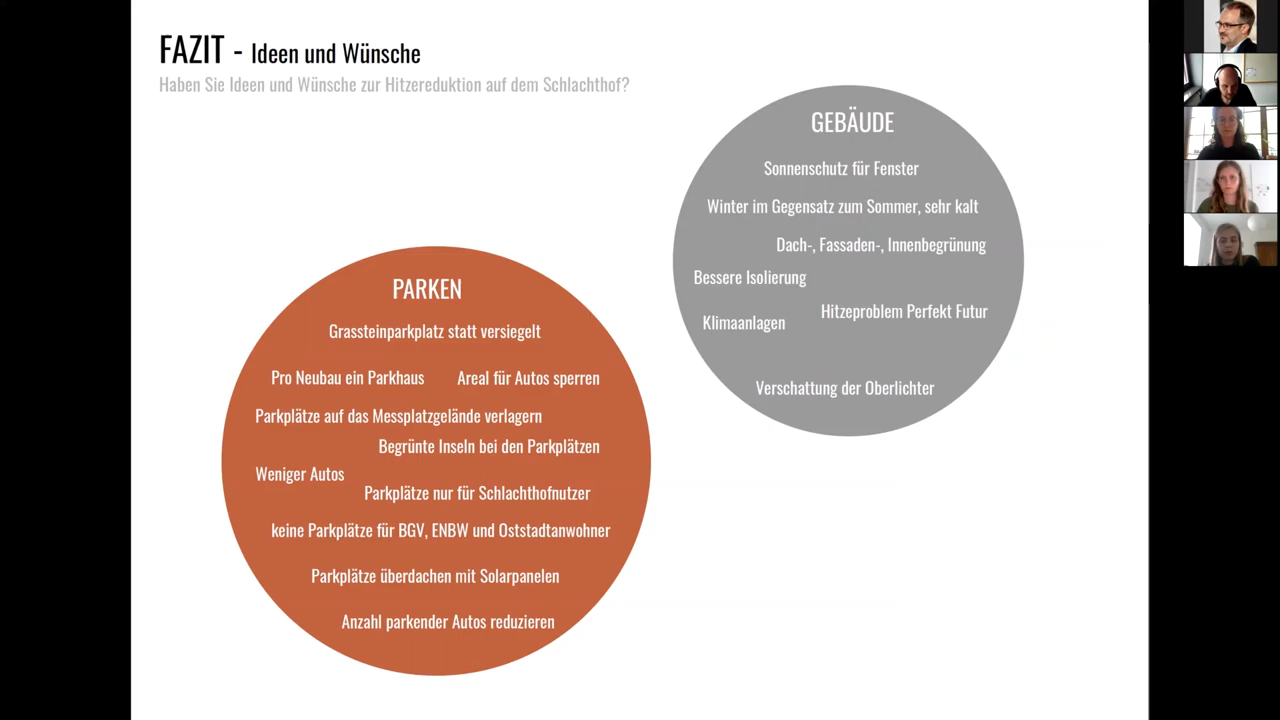 FAZIT - Ideen und Wünsche
Haben Sie Ideen und Wünsche zur Hitzereduktion auf dem Schlachthof?
GEBÄUDE
Sonnenschutz für Fenster
Winter im Gegensatz zum Sommer, sehr kalt
Dach-, Fassaden-, Innenbegrünung
Bessere Isolierung
Hitzeproblem Perfekt Futur
Klimaanlagen
Verschattung der Oberlichter
PARKEN
Grassteinparkplatz statt versiegelt
Pro Neubau ein Parkhaus
Areal für Autos sperren
Parkplätze auf das Messplatzgelände verlagern
Begrünte Inseln bei den Parkplätzen
Weniger Autos
Parkplätze nur für Schlachthofnutzer
keine Parkplätze für BGV, ENBW und Oststadtanwohner
Parkplätze überdachen mit Solarpanelen
Anzahl parkender Autos reduzieren